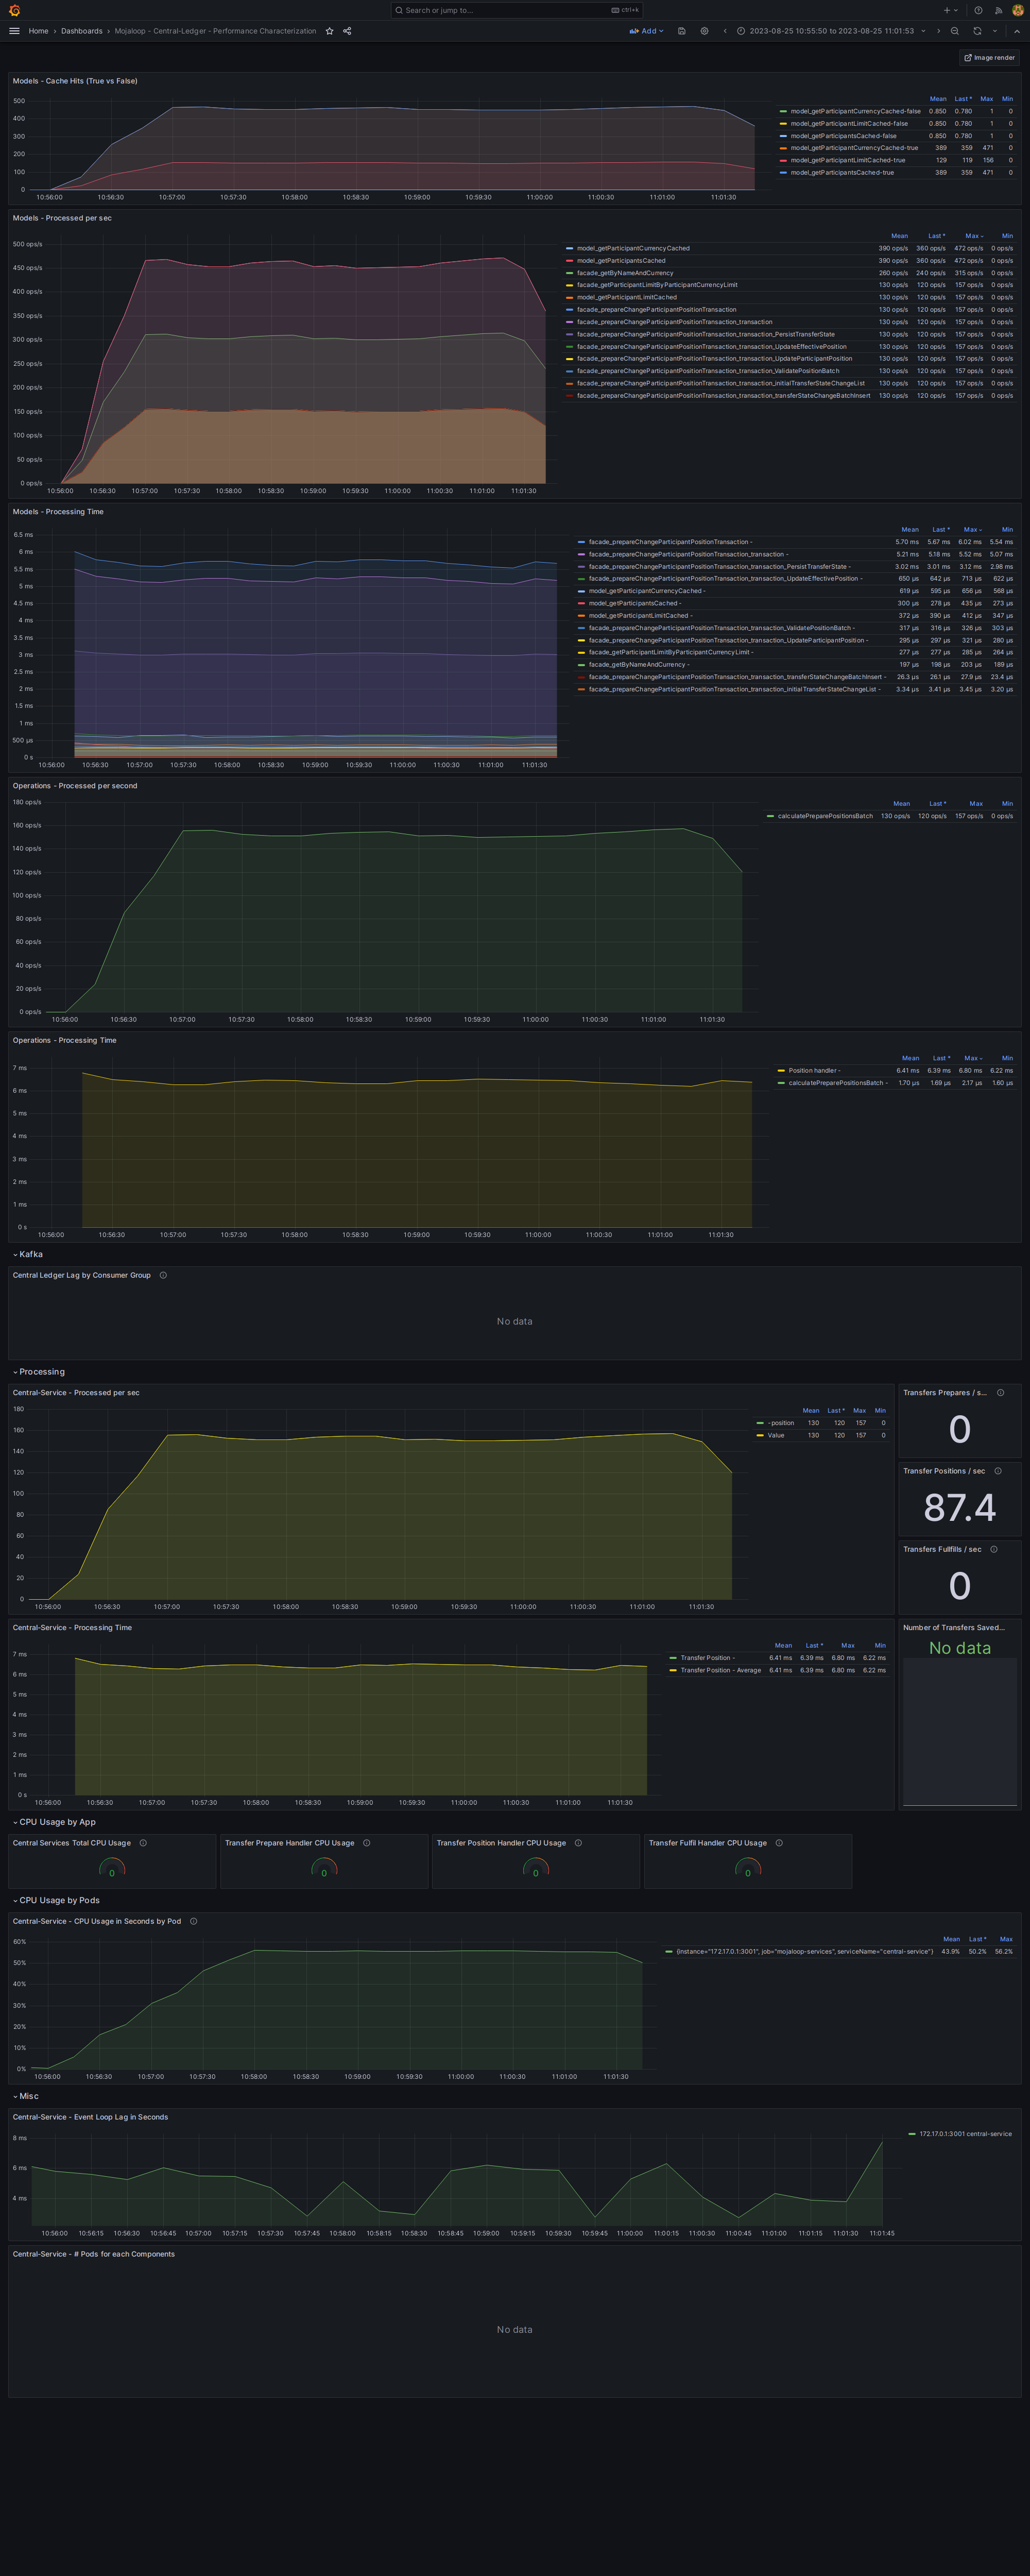 Search or jump to... ctrl+k
Home › Dashboards › Mojaloop - Central-Ledger - Performance Characterization Add 2023-08-25 10:55:50 to 2023-08-25 11:01:53
Image render
Models - Cache Hits (True vs False)
500
400
300
200
100
0
10:56:00 10:56:30 10:57:00 10:57:30 10:58:00 10:58:30 10:59:00 10:59:30 11:00:00 11:00:30 11:01:00 11:01:30
Mean Last * Max Min
model_getParticipantCurrencyCached-false 0.850 0.780 1 0
model_getParticipantLimitCached-false 0.850 0.780 1 0
model_getParticipantsCached-false 0.850 0.780 1 0
model_getParticipantCurrencyCached-true 389 359 471 0
model_getParticipantLimitCached-true 129 119 156 0
model_getParticipantsCached-true 389 359 471 0
Models - Processed per sec
500 ops/s
450 ops/s
400 ops/s
350 ops/s
300 ops/s
250 ops/s
200 ops/s
150 ops/s
100 ops/s
50 ops/s
0 ops/s
10:56:00 10:56:30 10:57:00 10:57:30 10:58:00 10:58:30 10:59:00 10:59:30 11:00:00 11:00:30 11:01:00 11:01:30
Mean Last * Max Min
model_getParticipantCurrencyCached 390 ops/s 360 ops/s 472 ops/s 0 ops/s
model_getParticipantsCached 390 ops/s 360 ops/s 472 ops/s 0 ops/s
facade_getByNameAndCurrency 260 ops/s 240 ops/s 315 ops/s 0 ops/s
facade_getParticipantLimitByParticipantCurrencyLimit 130 ops/s 120 ops/s 157 ops/s 0 ops/s
model_getParticipantLimitCached 130 ops/s 120 ops/s 157 ops/s 0 ops/s
facade_prepareChangeParticipantPositionTransaction 130 ops/s 120 ops/s 157 ops/s 0 ops/s
facade_prepareChangeParticipantPositionTransaction_transaction 130 ops/s 120 ops/s 157 ops/s 0 ops/s
facade_prepareChangeParticipantPositionTransaction_transaction_PersistTransferState 130 ops/s 120 ops/s 157 ops/s 0 ops/s
facade_prepareChangeParticipantPositionTransaction_transaction_UpdateEffectivePosition 130 ops/s 120 ops/s 157 ops/s 0 ops/s
facade_prepareChangeParticipantPositionTransaction_transaction_UpdateParticipantPosition 130 ops/s 120 ops/s 157 ops/s 0 ops/s
facade_prepareChangeParticipantPositionTransaction_transaction_ValidatePositionBatch 130 ops/s 120 ops/s 157 ops/s 0 ops/s
facade_prepareChangeParticipantPositionTransaction_transaction_initialTransferStateChangeList 130 ops/s 120 ops/s 157 ops/s 0 ops/s
facade_prepareChangeParticipantPositionTransaction_transaction_transferStateChangeBatchInsert 130 ops/s 120 ops/s 157 ops/s 0 ops/s
Models - Processing Time
6.5 ms
6 ms
5.5 ms
5 ms
4.5 ms
4 ms
3.5 ms
3 ms
2.5 ms
2 ms
1.5 ms
1 ms
500 µs
0 s
10:56:00 10:56:30 10:57:00 10:57:30 10:58:00 10:58:30 10:59:00 10:59:30 11:00:00 11:00:30 11:01:00 11:01:30
Mean Last * Max Min
facade_prepareChangeParticipantPositionTransaction - 5.70 ms 5.67 ms 6.02 ms 5.54 ms
facade_prepareChangeParticipantPositionTransaction_transaction - 5.21 ms 5.18 ms 5.52 ms 5.07 ms
facade_prepareChangeParticipantPositionTransaction_transaction_PersistTransferState - 3.02 ms 3.01 ms 3.12 ms 2.98 ms
facade_prepareChangeParticipantPositionTransaction_transaction_UpdateEffectivePosition - 650 µs 642 µs 713 µs 622 µs
model_getParticipantCurrencyCached - 619 µs 595 µs 656 µs 568 µs
model_getParticipantsCached - 300 µs 278 µs 435 µs 273 µs
model_getParticipantLimitCached - 372 µs 390 µs 412 µs 347 µs
facade_prepareChangeParticipantPositionTransaction_transaction_ValidatePositionBatch - 317 µs 316 µs 326 µs 303 µs
facade_prepareChangeParticipantPositionTransaction_transaction_UpdateParticipantPosition - 295 µs 297 µs 321 µs 280 µs
facade_getParticipantLimitByParticipantCurrencyLimit - 277 µs 277 µs 285 µs 264 µs
facade_getByNameAndCurrency - 197 µs 198 µs 203 µs 189 µs
facade_prepareChangeParticipantPositionTransaction_transaction_transferStateChangeBatchInsert - 26.3 µs 26.1 µs 27.9 µs 23.4 µs
facade_prepareChangeParticipantPositionTransaction_transaction_initialTransferStateChangeList - 3.34 µs 3.41 µs 3.45 µs 3.20 µs
Operations - Processed per second
180 ops/s
160 ops/s
140 ops/s
120 ops/s
100 ops/s
80 ops/s
60 ops/s
40 ops/s
20 ops/s
0 ops/s
10:56:00 10:56:30 10:57:00 10:57:30 10:58:00 10:58:30 10:59:00 10:59:30 11:00:00 11:00:30 11:01:00 11:01:30
Mean Last * Max Min
calculatePreparePositionsBatch 130 ops/s 120 ops/s 157 ops/s 0 ops/s
Operations - Processing Time
7 ms
6 ms
5 ms
4 ms
3 ms
2 ms
1 ms
0 s
10:56:00 10:56:30 10:57:00 10:57:30 10:58:00 10:58:30 10:59:00 10:59:30 11:00:00 11:00:30 11:01:00 11:01:30
Mean Last * Max Min
Position handler - 6.41 ms 6.39 ms 6.80 ms 6.22 ms
calculatePreparePositionsBatch - 1.70 µs 1.69 µs 2.17 µs 1.60 µs
Kafka
Central Ledger Lag by Consumer Group
No data
Processing
Central-Service - Processed per sec
180
160
140
120
100
80
60
40
20
0
10:56:00 10:56:30 10:57:00 10:57:30 10:58:00 10:58:30 10:59:00 10:59:30 11:00:00 11:00:30 11:01:00 11:01:30
Mean Last * Max Min
-position 130 120 157 0
Value 130 120 157 0
Transfers Prepares / s...
0
Transfer Positions / sec
87.4
Transfers Fullfills / sec
0
Central-Service - Processing Time
7 ms
6 ms
5 ms
4 ms
3 ms
2 ms
1 ms
0 s
10:56:00 10:56:30 10:57:00 10:57:30 10:58:00 10:58:30 10:59:00 10:59:30 11:00:00 11:00:30 11:01:00 11:01:30
Mean Last * Max Min
Transfer Position - 6.41 ms 6.39 ms 6.80 ms 6.22 ms
Transfer Position - Average 6.41 ms 6.39 ms 6.80 ms 6.22 ms
Number of Transfers Saved...
No data
CPU Usage by App
Central Services Total CPU Usage
0
Transfer Prepare Handler CPU Usage
0
Transfer Position Handler CPU Usage
0
Transfer Fulfil Handler CPU Usage
0
CPU Usage by Pods
Central-Service - CPU Usage in Seconds by Pod
60%
50%
40%
30%
20%
10%
0%
10:56:00 10:56:30 10:57:00 10:57:30 10:58:00 10:58:30 10:59:00 10:59:30 11:00:00 11:00:30 11:01:00 11:01:30
Mean Last * Max
{instance="172.17.0.1:3001", job="mojaloop-services", serviceName="central-service"} 43.9% 50.2% 56.2%
Misc
Central-Service - Event Loop Lag in Seconds
8 ms
6 ms
4 ms
10:56:00 10:56:15 10:56:30 10:56:45 10:57:00 10:57:15 10:57:30 10:57:45 10:58:00 10:58:15 10:58:30 10:58:45 10:59:00 10:59:15 10:59:30 10:59:45 11:00:00 11:00:15 11:00:30 11:00:45 11:01:00 11:01:15 11:01:30 11:01:45
172.17.0.1:3001 central-service
Central-Service - # Pods for each Components
No data